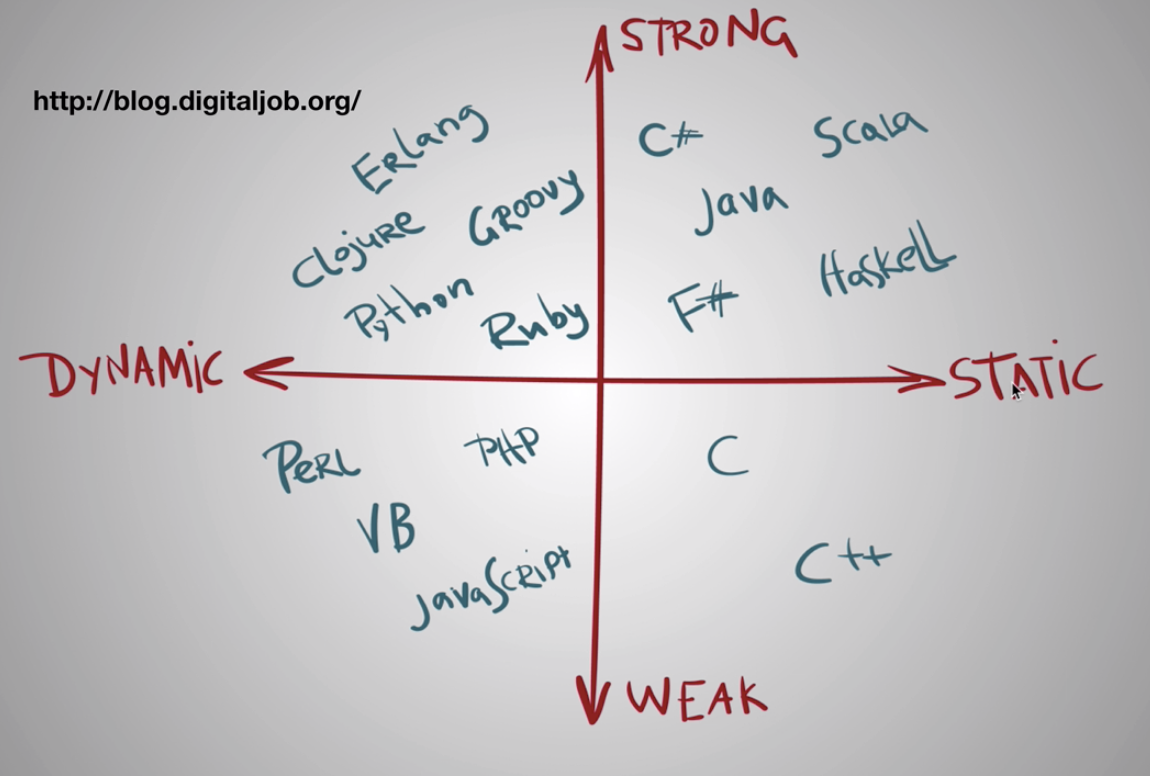 STRONG
http://blog.digitaljob.org/
Erlang
C#
Scala
Groovy
Java
Clojure
Haskell
Python
Ruby
F#
DYNAMIC
STATIC
Perl
PHP
C
VB
C++
JavaScript
WEAK